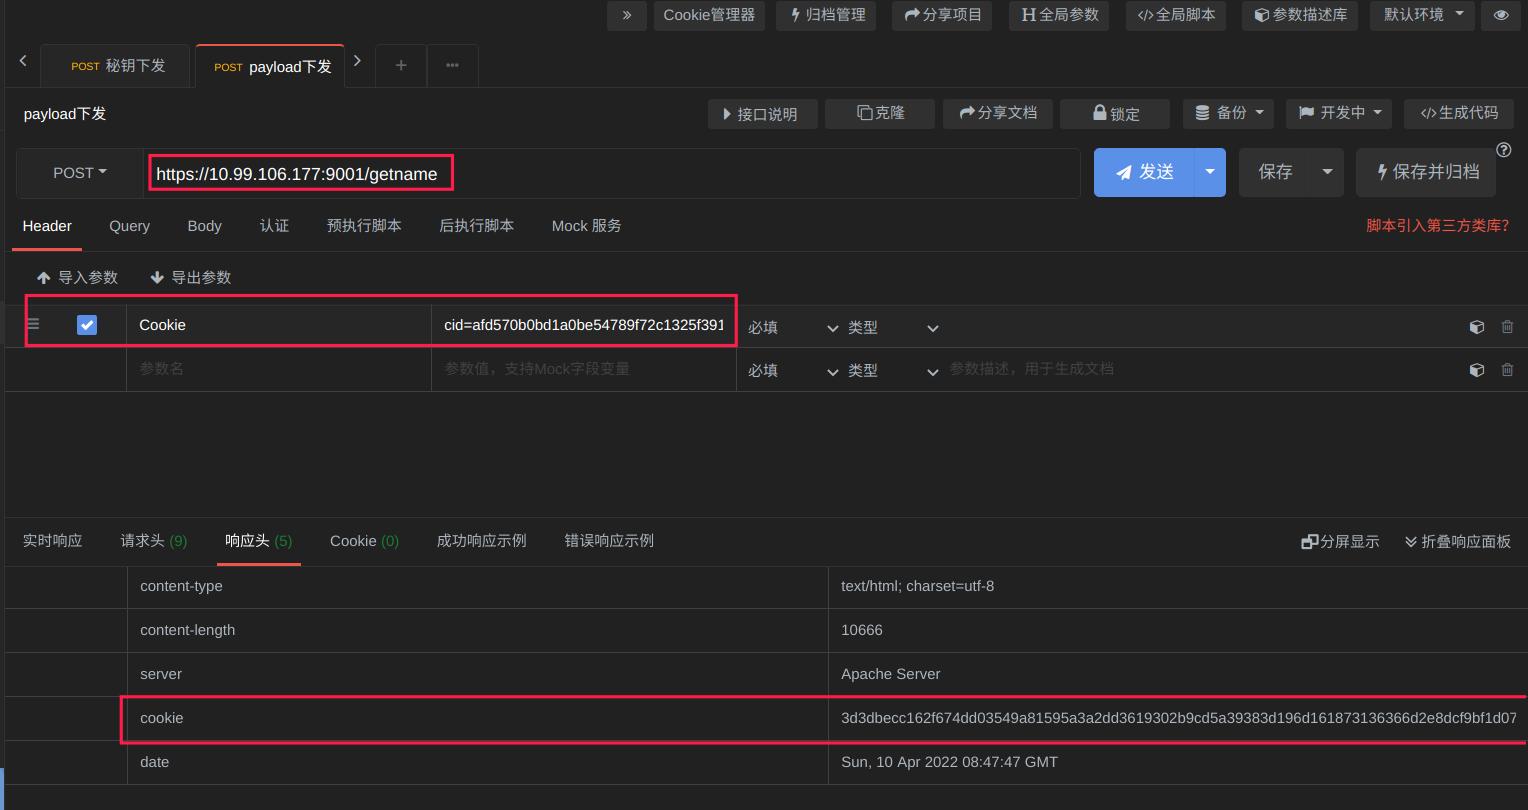 Cookie管理器 归档管理 分享项目 H 全局参数 </>全局脚本 参数描述库 默认环境
POST 秘钥下发 POST payload下发 + ···
payload下发 接口说明 克隆 分享文档 锁定 备份 开发中 </>生成代码
POST https://10.99.106.177:9001/getname 发送 保存 保存并归档
Header Query Body 认证 预执行脚本 后执行脚本 Mock 服务 脚本引入第三方类库?
导入参数 导出参数
Cookie cid=afd570b0bd1a0be54789f72c1325f391 必填 类型
参数名 参数值，支持Mock字段变量 必填 类型 参数描述，用于生成文档
实时响应 请求头 (9) 响应头 (5) Cookie (0) 成功响应示例 错误响应示例 分屏显示 折叠响应面板
content-type text/html; charset=utf-8
content-length 10666
server Apache Server
cookie 3d3dbecc162f674dd03549a81595a3a2dd3619302b9cd5a39383d196d161873136366d2e8dcf9bf1d07
date Sun, 10 Apr 2022 08:47:47 GMT